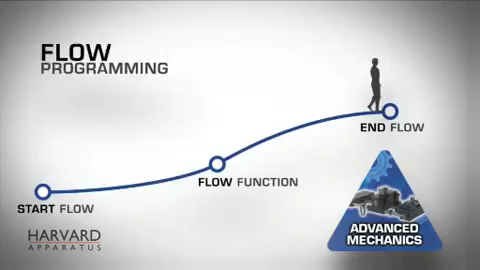 FLOW
PROGRAMMING
END FLOW
FLOW FUNCTION
START FLOW
ADVANCED
MECHANICS
HARVARD
APPARATUS